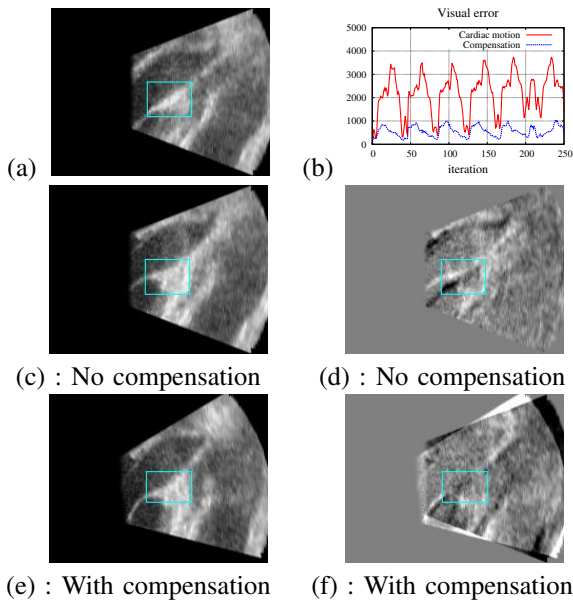 Visual error
5000
4000
3000
2000
1000
0
Cardiac motion
Compensation
0 50 100 150 200 250
iteration
(a)
(b)
(c) : No compensation
(d) : No compensation
(e) : With compensation
(f) : With compensation